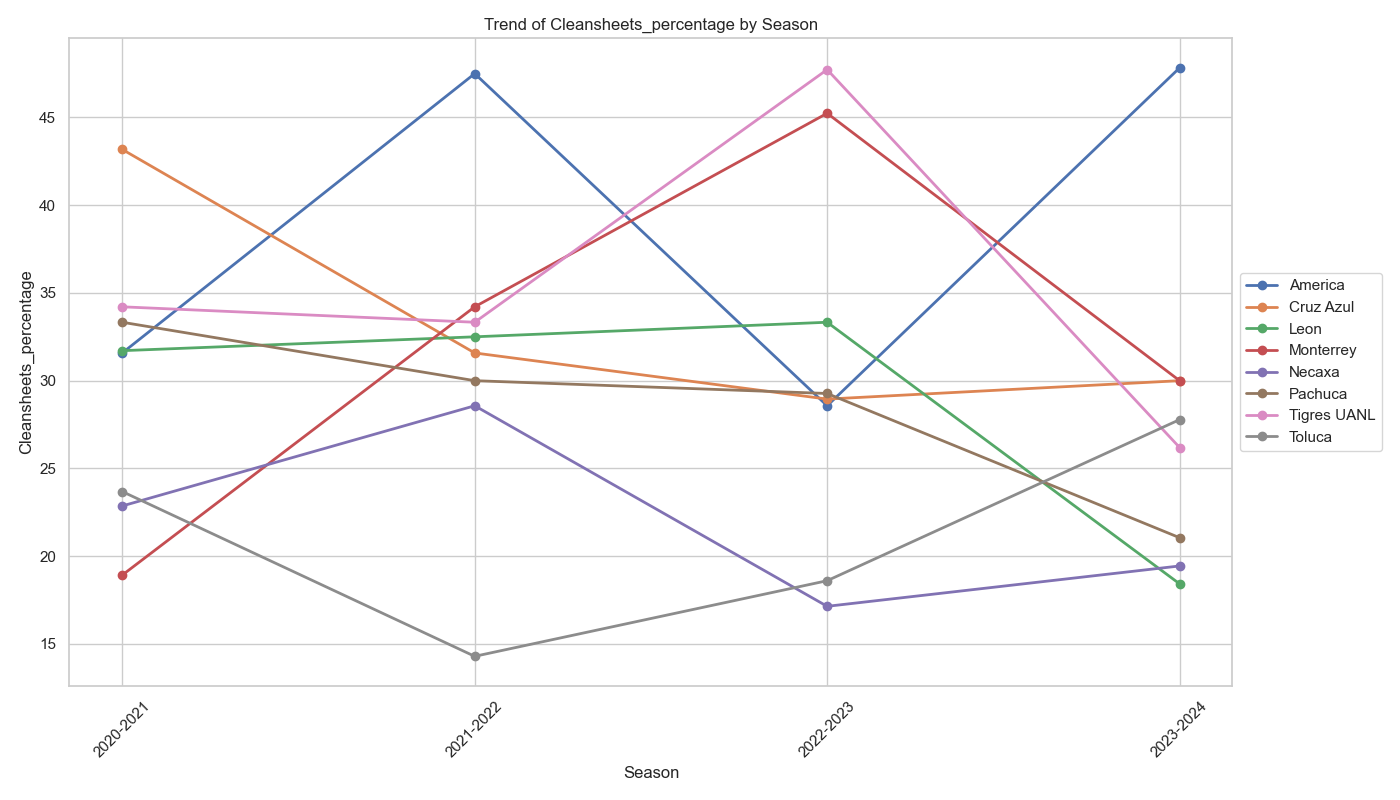 Trend of Cleansheets_percentage by Season
Cleansheets_percentage
45
40
35
30
25
20
15
2020-2021
2021-2022
2022-2023
2023-2024
Season
America
Cruz Azul
Leon
Monterrey
Necaxa
Pachuca
Tigres UANL
Toluca